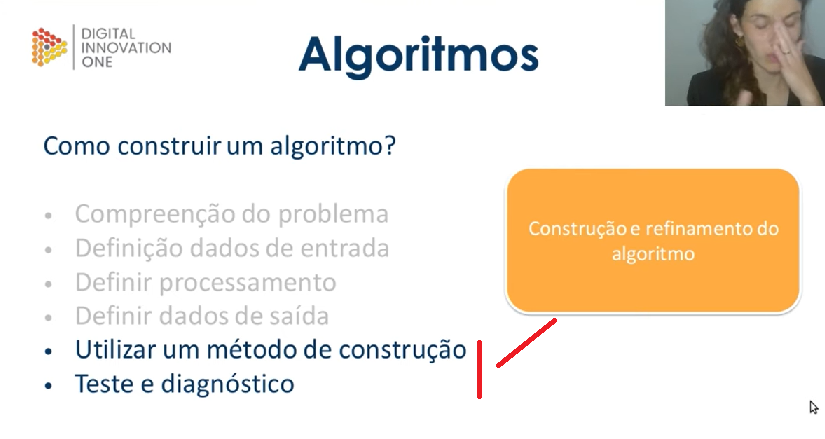 DIGITAL
INNOVATION
ONE
Algoritmos
Como construir um algoritmo?
• Compreenção do problema
• Definição dados de entrada
• Definir processamento
• Definir dados de saída
• Utilizar um método de construção
• Teste e diagnóstico
Construção e refinamento do
algoritmo